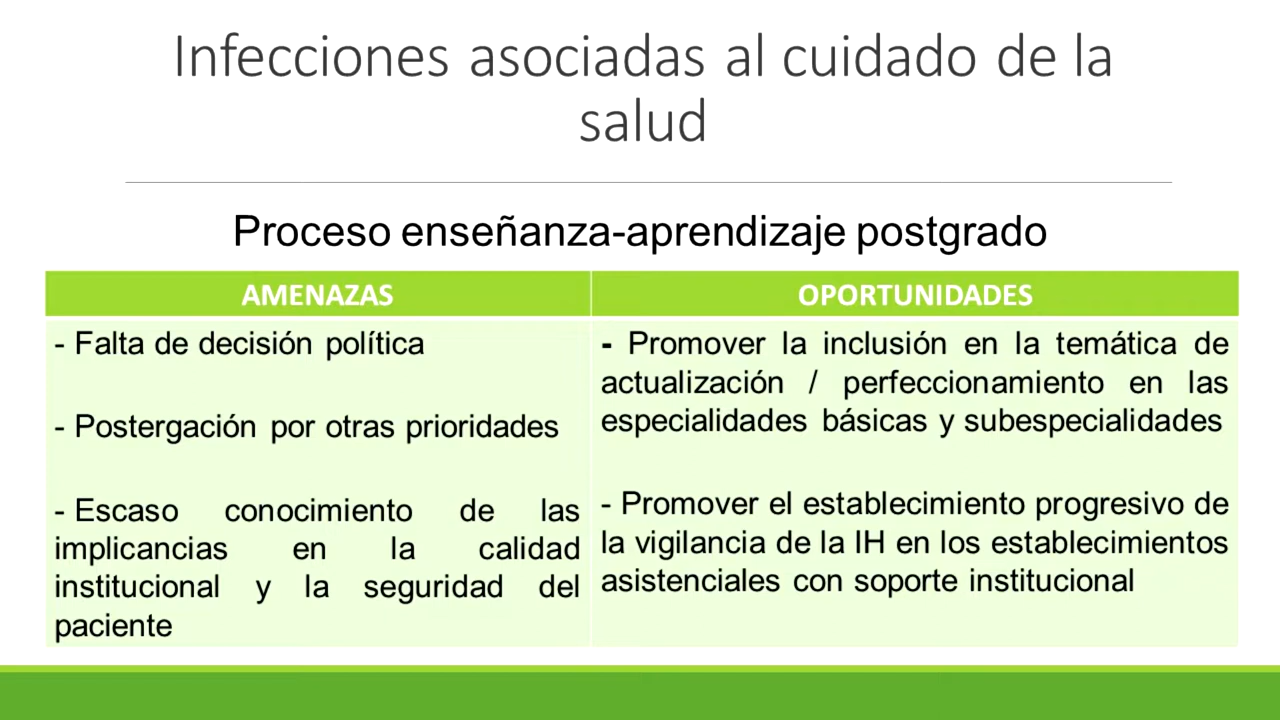 Infecciones asociadas al cuidado de la
salud
Proceso enseñanza-aprendizaje postgrado
AMENAZAS
- Falta de decisión política
- Postergación por otras prioridades
- Escaso conocimiento de las
implicancias en la calidad
institucional y la seguridad del
paciente
OPORTUNIDADES
- Promover la inclusión en la temática de
actualización / perfeccionamiento en las
especialidades básicas y subespecialidades
- Promover el establecimiento progresivo de
la vigilancia de la IH en los establecimientos
asistenciales con soporte institucional